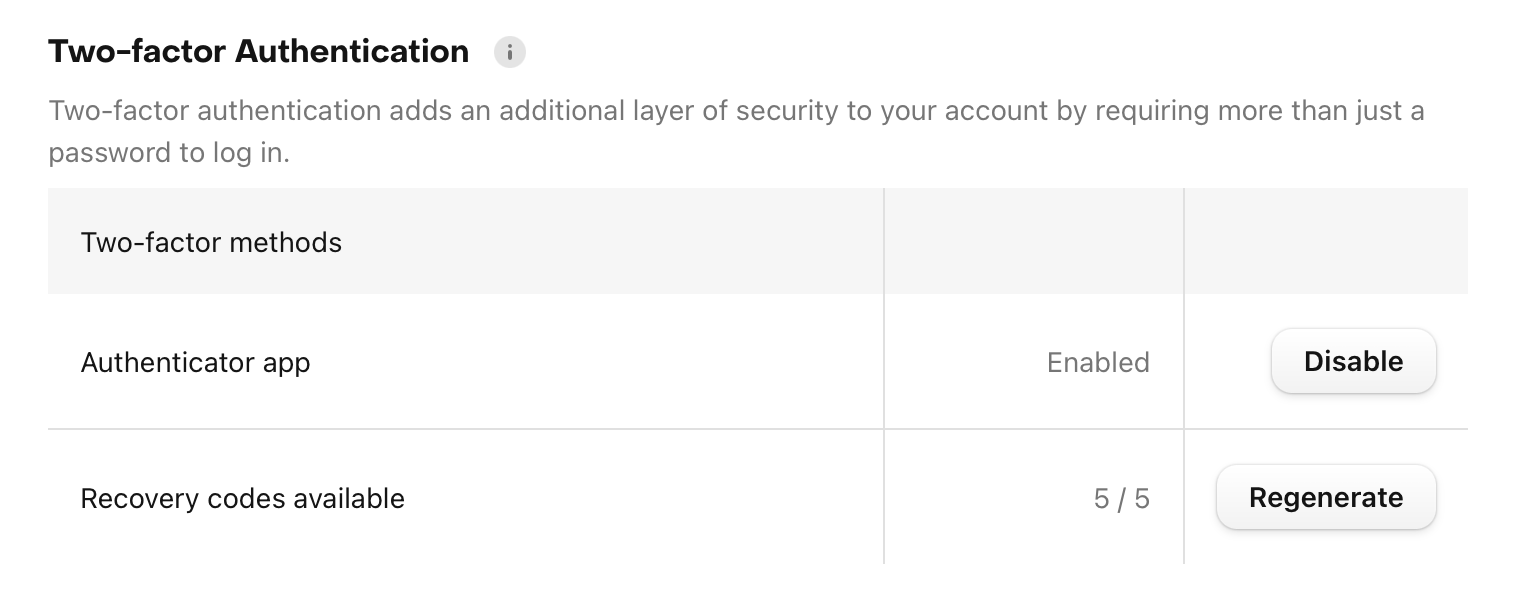 Two-factor Authentication
Two-factor authentication adds an additional layer of security to your account by requiring more than just a
password to log in.
Two-factor methods
Authenticator app Enabled Disable
Recovery codes available 5 / 5 Regenerate